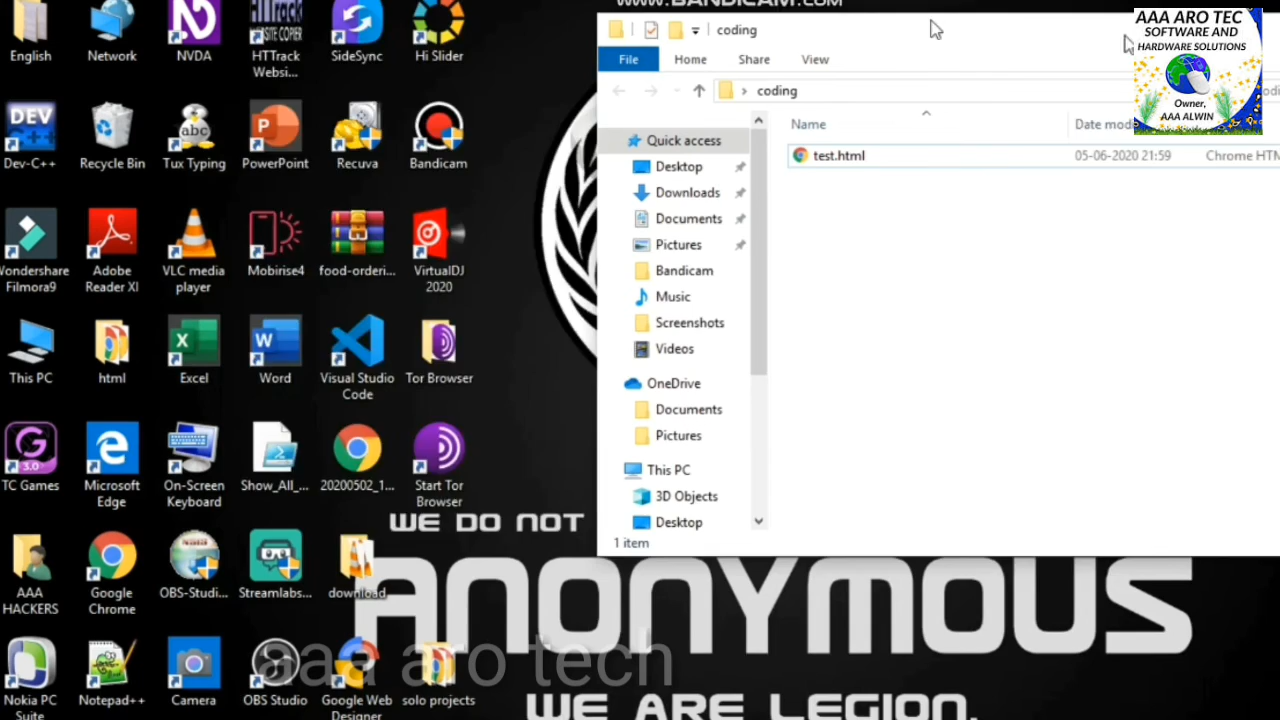 www.BANDICAM.com
English
Network
NVDA
HTTrack
Websi...
SideSync
Hi Slider
Dev-C++
Recycle Bin
Tux Typing
PowerPoint
Recuva
Bandicam
Wondershare
Filmora9
Adobe
Reader XI
VLC media
player
Mobirise4
food-orderi...
VirtualDJ
2020
This PC
html
Excel
Word
Visual Studio
Code
Tor Browser
TC Games
Microsoft
Edge
On-Screen
Keyboard
Show_All_...
20200502_1...
Start Tor
Browser
AAA
HACKERS
Google
Chrome
OBS-Studi...
Streamlabs...
download
Nokia PC
Suite
Notepad++
Camera
OBS Studio
Google Web
Designer
solo projects
coding
File
Home
Share
View
coding
Name
Date modi
test.html
05-06-2020 21:59
Chrome HTM
Quick access
Desktop
Downloads
Documents
Pictures
Bandicam
Music
Screenshots
Videos
OneDrive
Documents
Pictures
This PC
3D Objects
Desktop
1 item
AAA ARO TEC
SOFTWARE AND
HARDWARE SOLUTIONS
Owner,
AAA ALWIN
WE DO NOT
ANONYMOUS
WE ARE LEGION.
aaa aro tech